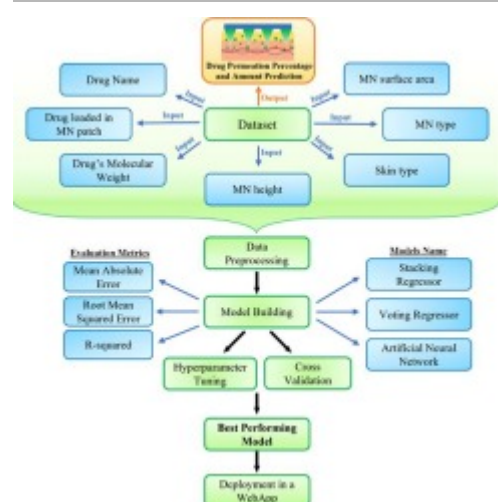 Drug Permeation Percentage
and Amount Prediction
Drug Name
Input
Output
Input
MN surface area
Drug loaded in
MN patch
Input
Dataset
Input
MN type
Drug's Molecular
Weight
Input
Input
Input
Skin type
MN height
Data
Preprocessing
Evaluation Metrics
Models Name
Mean Absolute
Error
Stacking
Regressor
Root Mean
Squared Error
Model Building
Voting Regressor
R-squared
Artificial Neural
Network
Hyperparameter
Tuning
Cross
Validation
Best Performing
Model
Deployment in a
WebApp